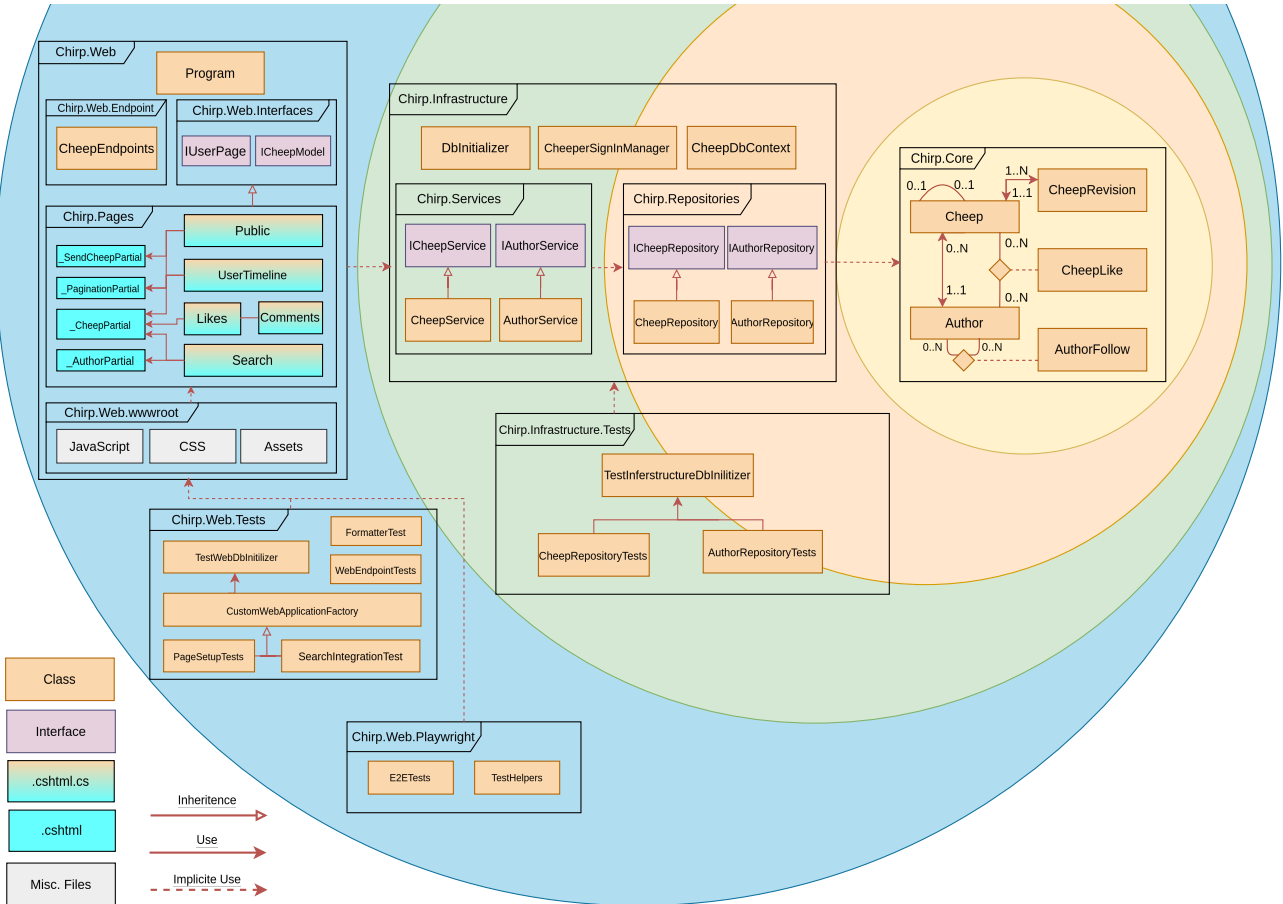 Chirp.Web
Program
Chirp.Web.Endpoint
CheepEndpoints
Chirp.Web.Interfaces
IUserPage
ICheepModel
Chirp.Pages
Public
_SendCheepPartial
UserTimeline
_PaginationPartial
Likes
Comments
_CheepPartial
Search
_AuthorPartial
Chirp.Web.wwwroot
JavaScript
CSS
Assets
Chirp.Infrastructure
DbInitializer
CheeperSignInManager
CheepDbContext
Chirp.Services
ICheepService
IAuthorService
CheepService
AuthorService
Chirp.Repositories
ICheepRepository
IAuthorRepository
CheepRepository
AuthorRepository
Chirp.Core
0..1
0..1
1..N
1..1
CheepRevision
Cheep
0..N
0..N
CheepLike
1..1
0..N
Author
0..N
0..N
AuthorFollow
Chirp.Infrastructure.Tests
TestInferstructureDbInilitizer
CheepRepositoryTests
AuthorRepositoryTests
Chirp.Web.Tests
FormatterTest
TestWebDbInitilizer
WebEndpointTests
CustomWebApplicationFactory
PageSetupTests
SearchIntegrationTest
Chirp.Web.Playwright
E2ETests
TestHelpers
Class
Interface
.cshtml.cs
.cshtml
Misc. Files
Inheritence
Use
Implicite Use